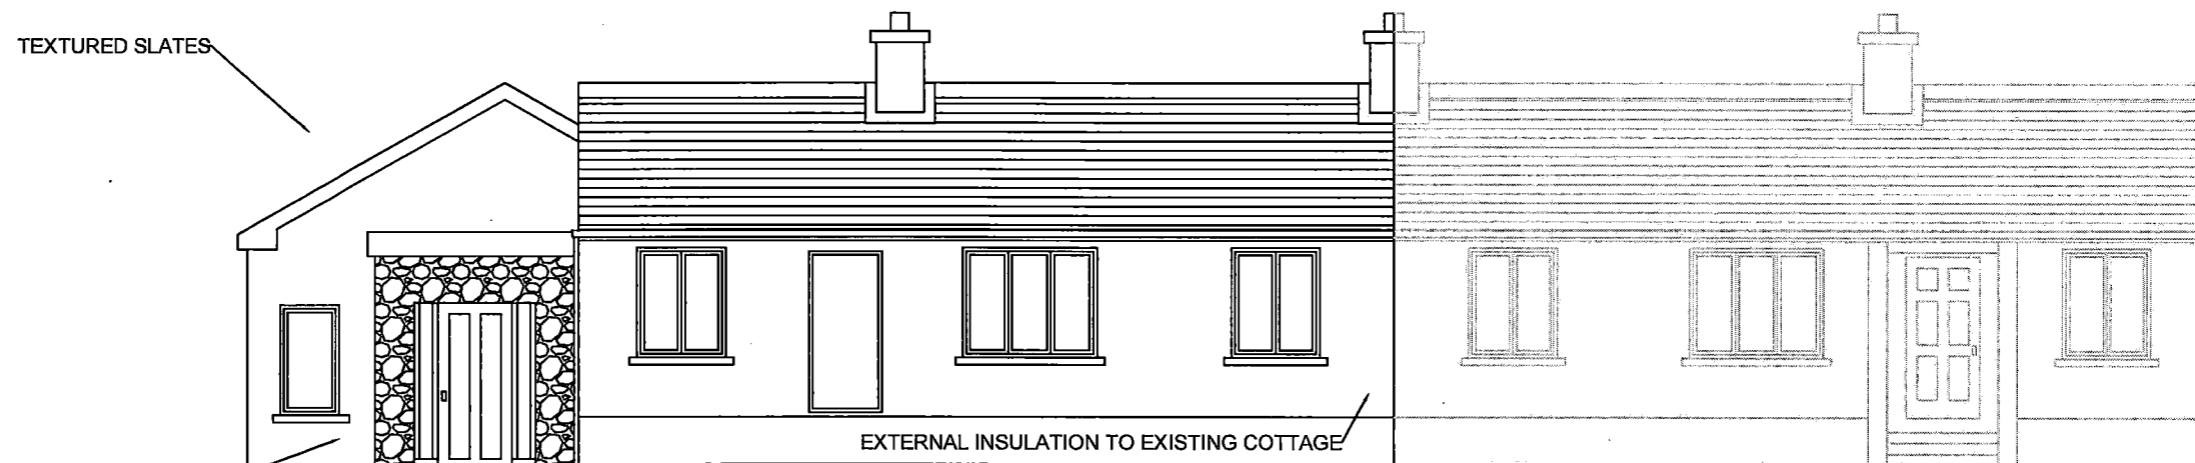 TEXTURED SLATES
EXTERNAL INSULATION TO EXISTING COTTAGE